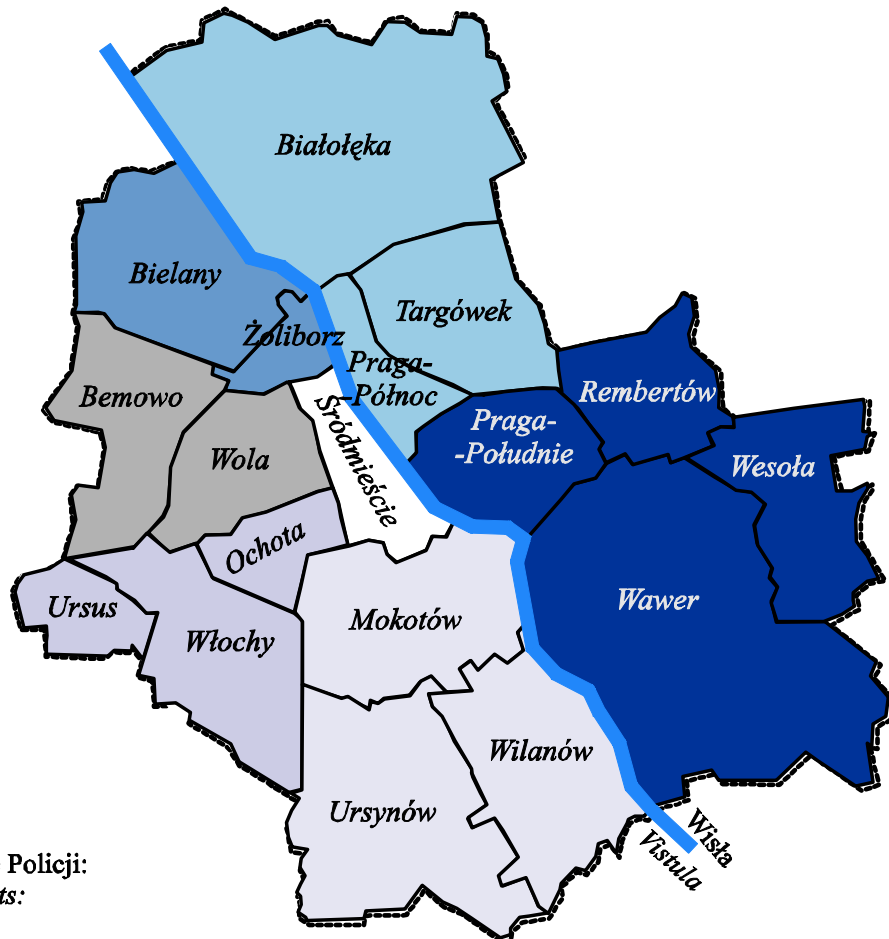 Białołęka
Bielany
Targówek
Żoliborz
Praga-
-Północ
Rembertów
Bemowo
Praga-
-Południe
Wola
Śródmieście
Wesoła
Ochota
Ursus
Wawer
Mokotów
Włochy
Wilanów
Ursynów
Wisła
Vistula
Policji:
ts: